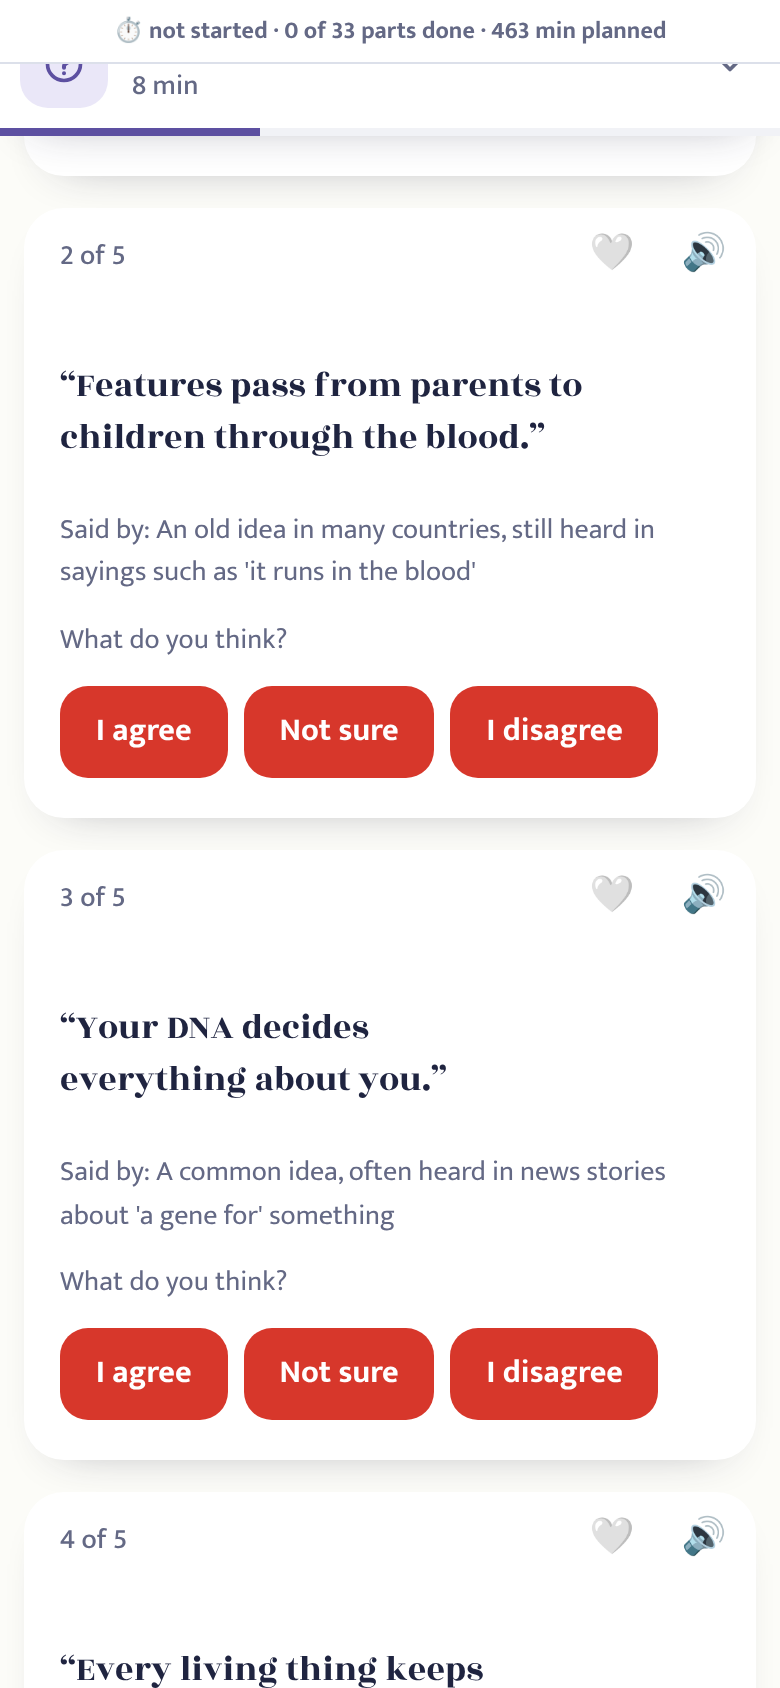 not started · 0 of 33 parts done · 463 min planned
8 min
2 of 5
“Features pass from parents to
children through the blood.”
Said by: An old idea in many countries, still heard in
sayings such as 'it runs in the blood'
What do you think?
I agree
Not sure
I disagree
3 of 5
“Your DNA decides
everything about you.”
Said by: A common idea, often heard in news stories
about 'a gene for' something
What do you think?
I agree
Not sure
I disagree
4 of 5
“Every living thing keeps